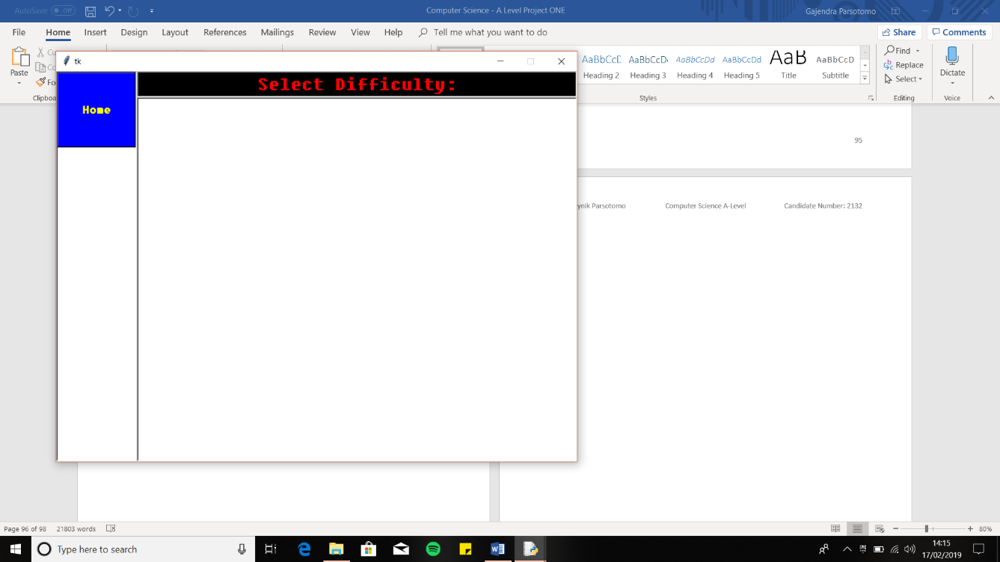 AutoSave Off
Computer Science - A Level Project ONE
Gajendra Parsotomo
File Home Insert Design Layout References Mailings Review View Help Tell me what you want to do
Share Comments
tk
Select Difficulty:
Home
Paste
Cu
Fo
Clipboa
AaBbCcD AaBbCcDd AaBbCcDd AaBbCcDd AaB AaBbCcD
Heading 2 Heading 3 Heading 4 Heading 5 Title Subtitle
Styles
Find
Replace
Select
Editing
Dictate
Voice
95
ynik Parsotomo Computer Science A-Level Candidate Number: 2132
Page 96 of 98 21803 words
80%
Type here to search
14:15
17/02/2019